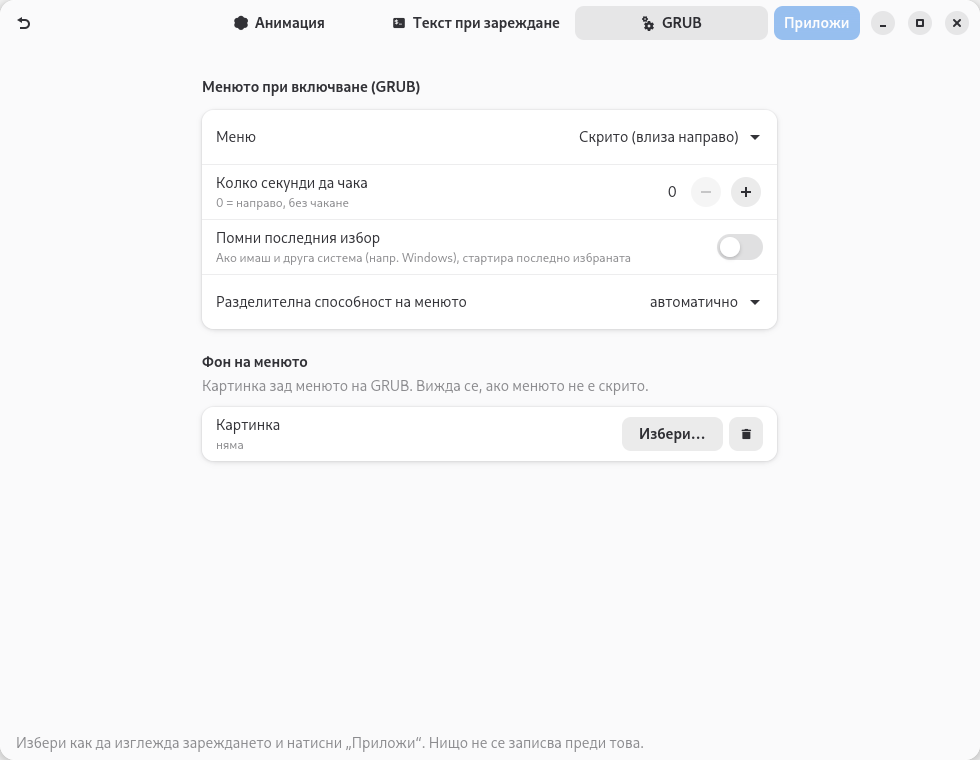 Анимация
Текст при зареждане
GRUB
Приложи
Менюто при включване (GRUB)
Меню
Скрито (влиза направо)
Колко секунди да чака
0 = направо, без чакане
0
Помни последния избор
Ако имаш и друга система (напр. Windows), стартира последно избраната
Разделителна способност на менюто
автоматично
Фон на менюто
Картинка зад менюто на GRUB. Вижда се, ако менюто не е скрито.
Картинка
няма
Избери...
Избери как да изглежда зареждането и натисни „Приложи“. Нищо не се записва преди това.